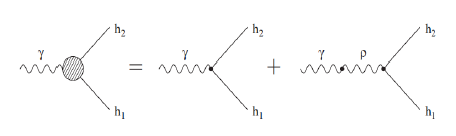 h₂ h₂ h₂
γ γ γ ρ
= +
h₁ h₁ h₁